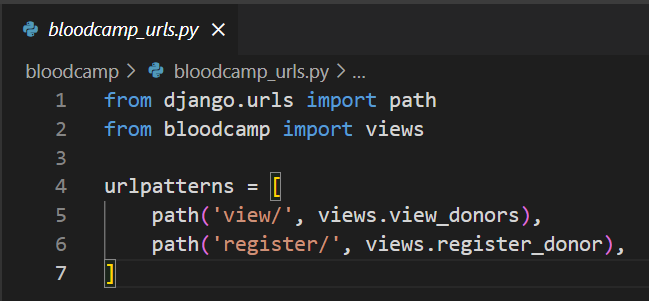 bloodcamp_urls.py ×
bloodcamp > bloodcamp_urls.py > ...
1 from django.urls import path
2 from bloodcamp import views
3
4 urlpatterns = [
5     path('view/', views.view_donors),
6     path('register/', views.register_donor),
7 ]